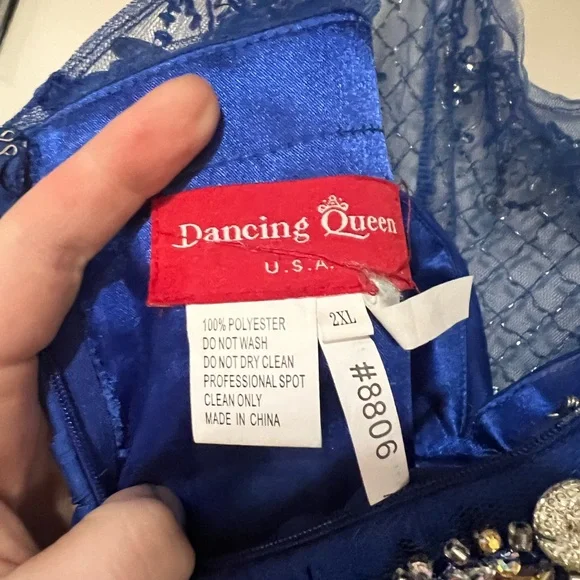 Dancing Queen
U.S.A.
100% POLYESTER
DO NOT WASH
DO NOT DRY CLEAN
PROFESSIONAL SPOT
CLEAN ONLY
MADE IN CHINA
2XL
#8806